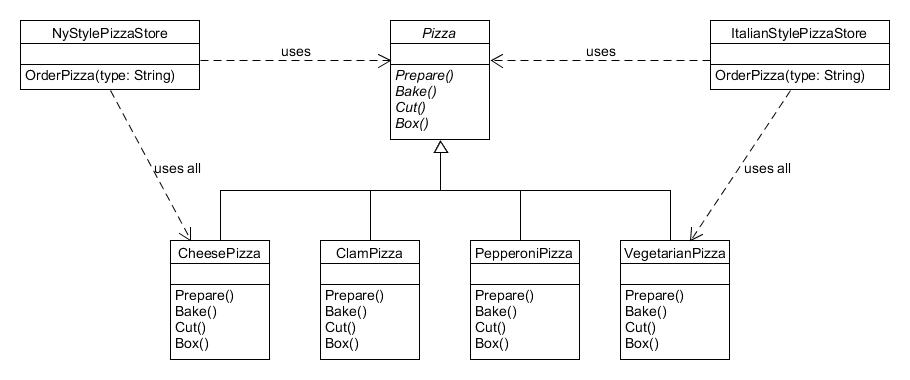 NyStylePizzaStore
OrderPizza(type: String)
uses
Pizza
Prepare()
Bake()
Cut()
Box()
uses
ItalianStylePizzaStore
OrderPizza(type: String)
uses all
uses all
CheesePizza
Prepare()
Bake()
Cut()
Box()
ClamPizza
Prepare()
Bake()
Cut()
Box()
PepperoniPizza
Prepare()
Bake()
Cut()
Box()
VegetarianPizza
Prepare()
Bake()
Cut()
Box()